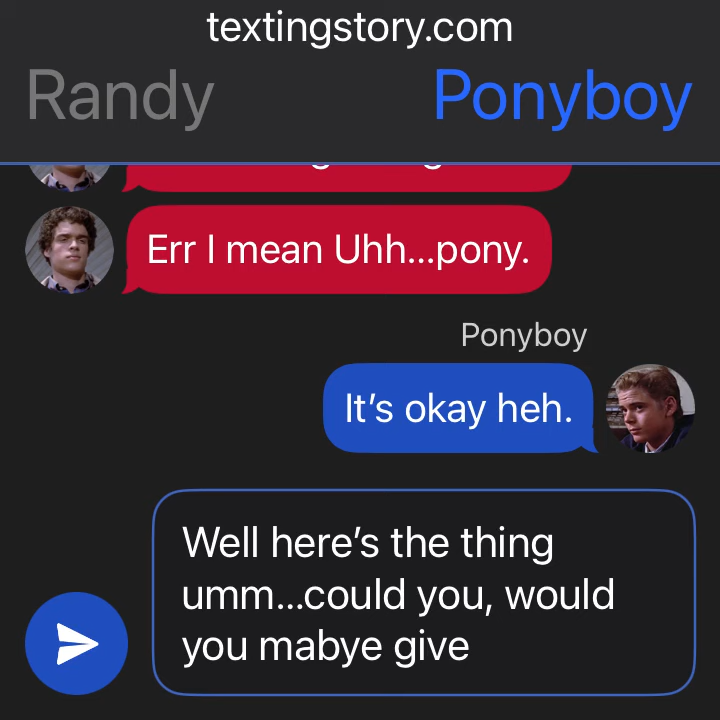 textingstory.com
Randy
Ponyboy
Err I mean Uhh...pony.
Ponyboy
It's okay heh.
Well here's the thing
umm...could you, would
you mabye give